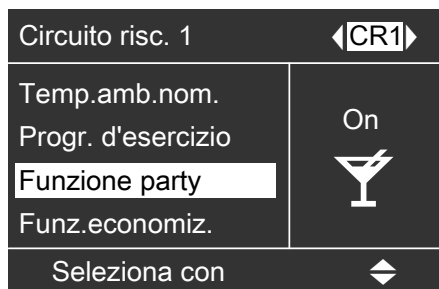 Circuito risc. 1 CR1
Temp.amb.nom.
Progr. d'esercizio
On
Funzione party
Funz.economiz.
Seleziona con